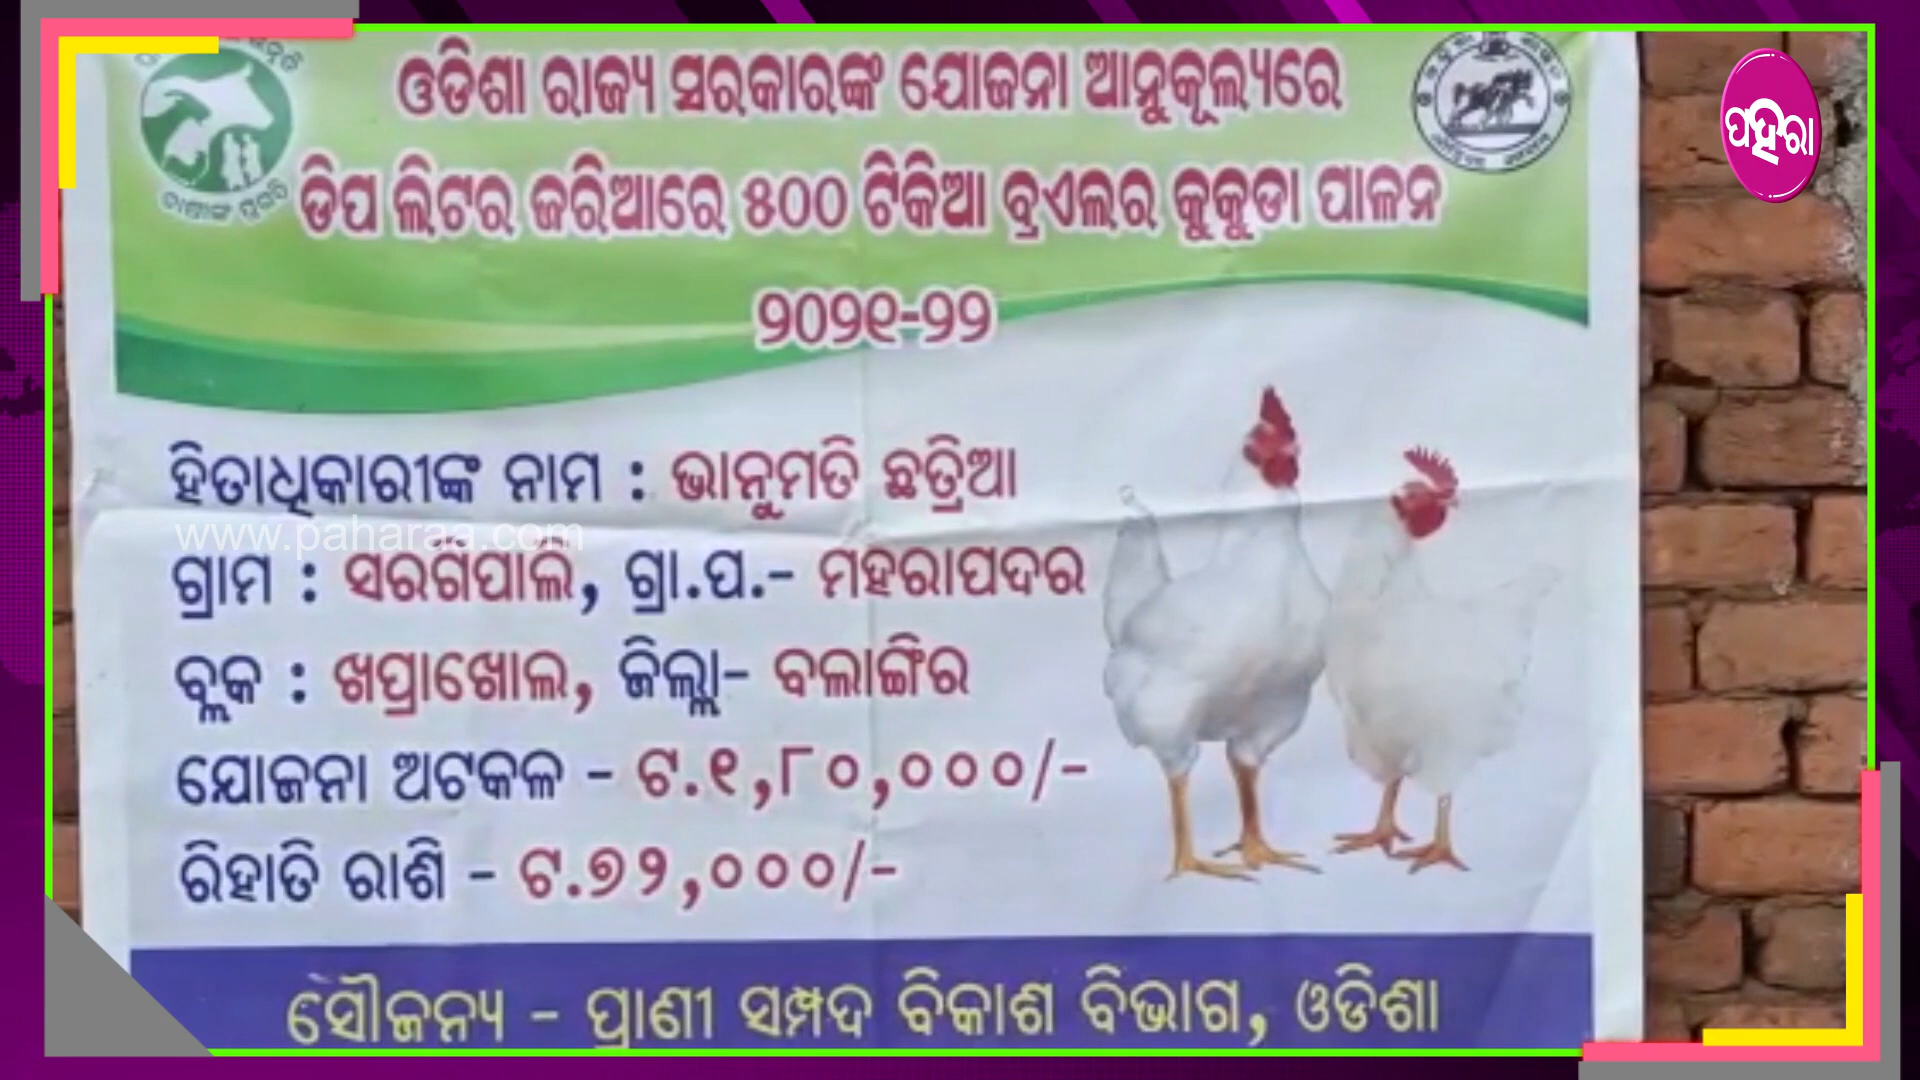 ଓଡିଶା ରାଜ୍ୟ ସରକାରଙ୍କ ଯୋଜନା ଆନୁକୂଲ୍ୟରେ
ଡିପ ଲିଟର ଜରିଆରେ ୫୦୦ ଟିକିଆ ବ୍ରଏଲର କୁକୁଡା ପାଳନ
୨୦୨୧-୨୨
ପହରା
ହିତାଧିକାରୀଙ୍କ ନାମ : ଭାନୁମତି ଛତ୍ରିଆ
www.paharaa.com
ଗ୍ରାମ : ସରଗିପାଲି, ଗ୍ରା.ପ.- ମହରାପଦର
ବ୍ଲକ : ଖପ୍ରାଖୋଲ, ଜିଲ୍ଲା- ବଲାଙ୍ଗିର
ଯୋଜନା ଅଟକଳ - ଟ.୧,୮୦,୦୦୦/-
ରିହାତି ରାଶି - ଟ.୭୨,୦୦୦/-
ସୌଜନ୍ୟ - ପ୍ରାଣୀ ସମ୍ପଦ ବିକାଶ ବିଭାଗ, ଓଡିଶା